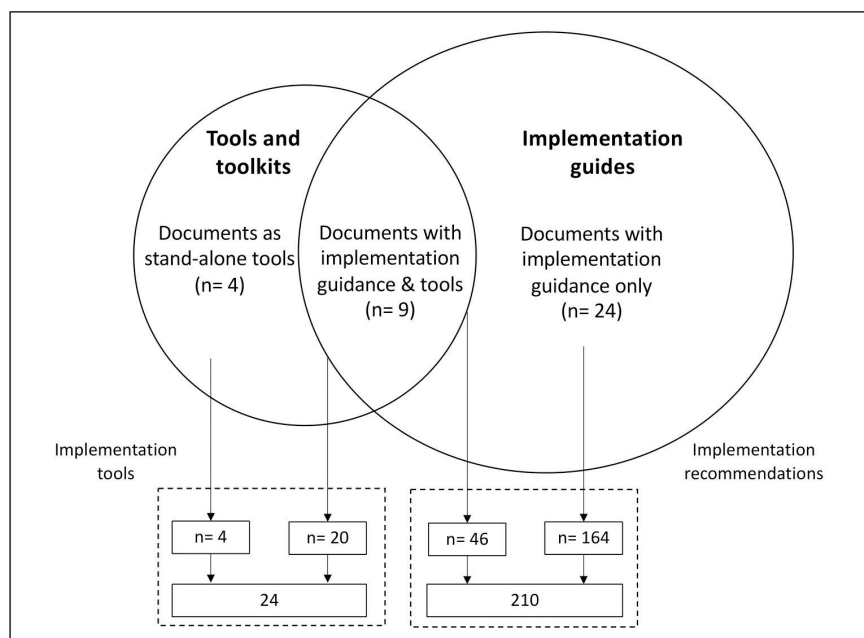 Tools and
toolkits
Implementation
guides
Documents as
stand-alone tools
(n= 4)
Documents with
implementation
guidance & tools
(n= 9)
Documents with
implementation
guidance only
(n= 24)
Implementation
tools
Implementation
recommendations
n= 4
n= 20
n= 46
n= 164
24
210